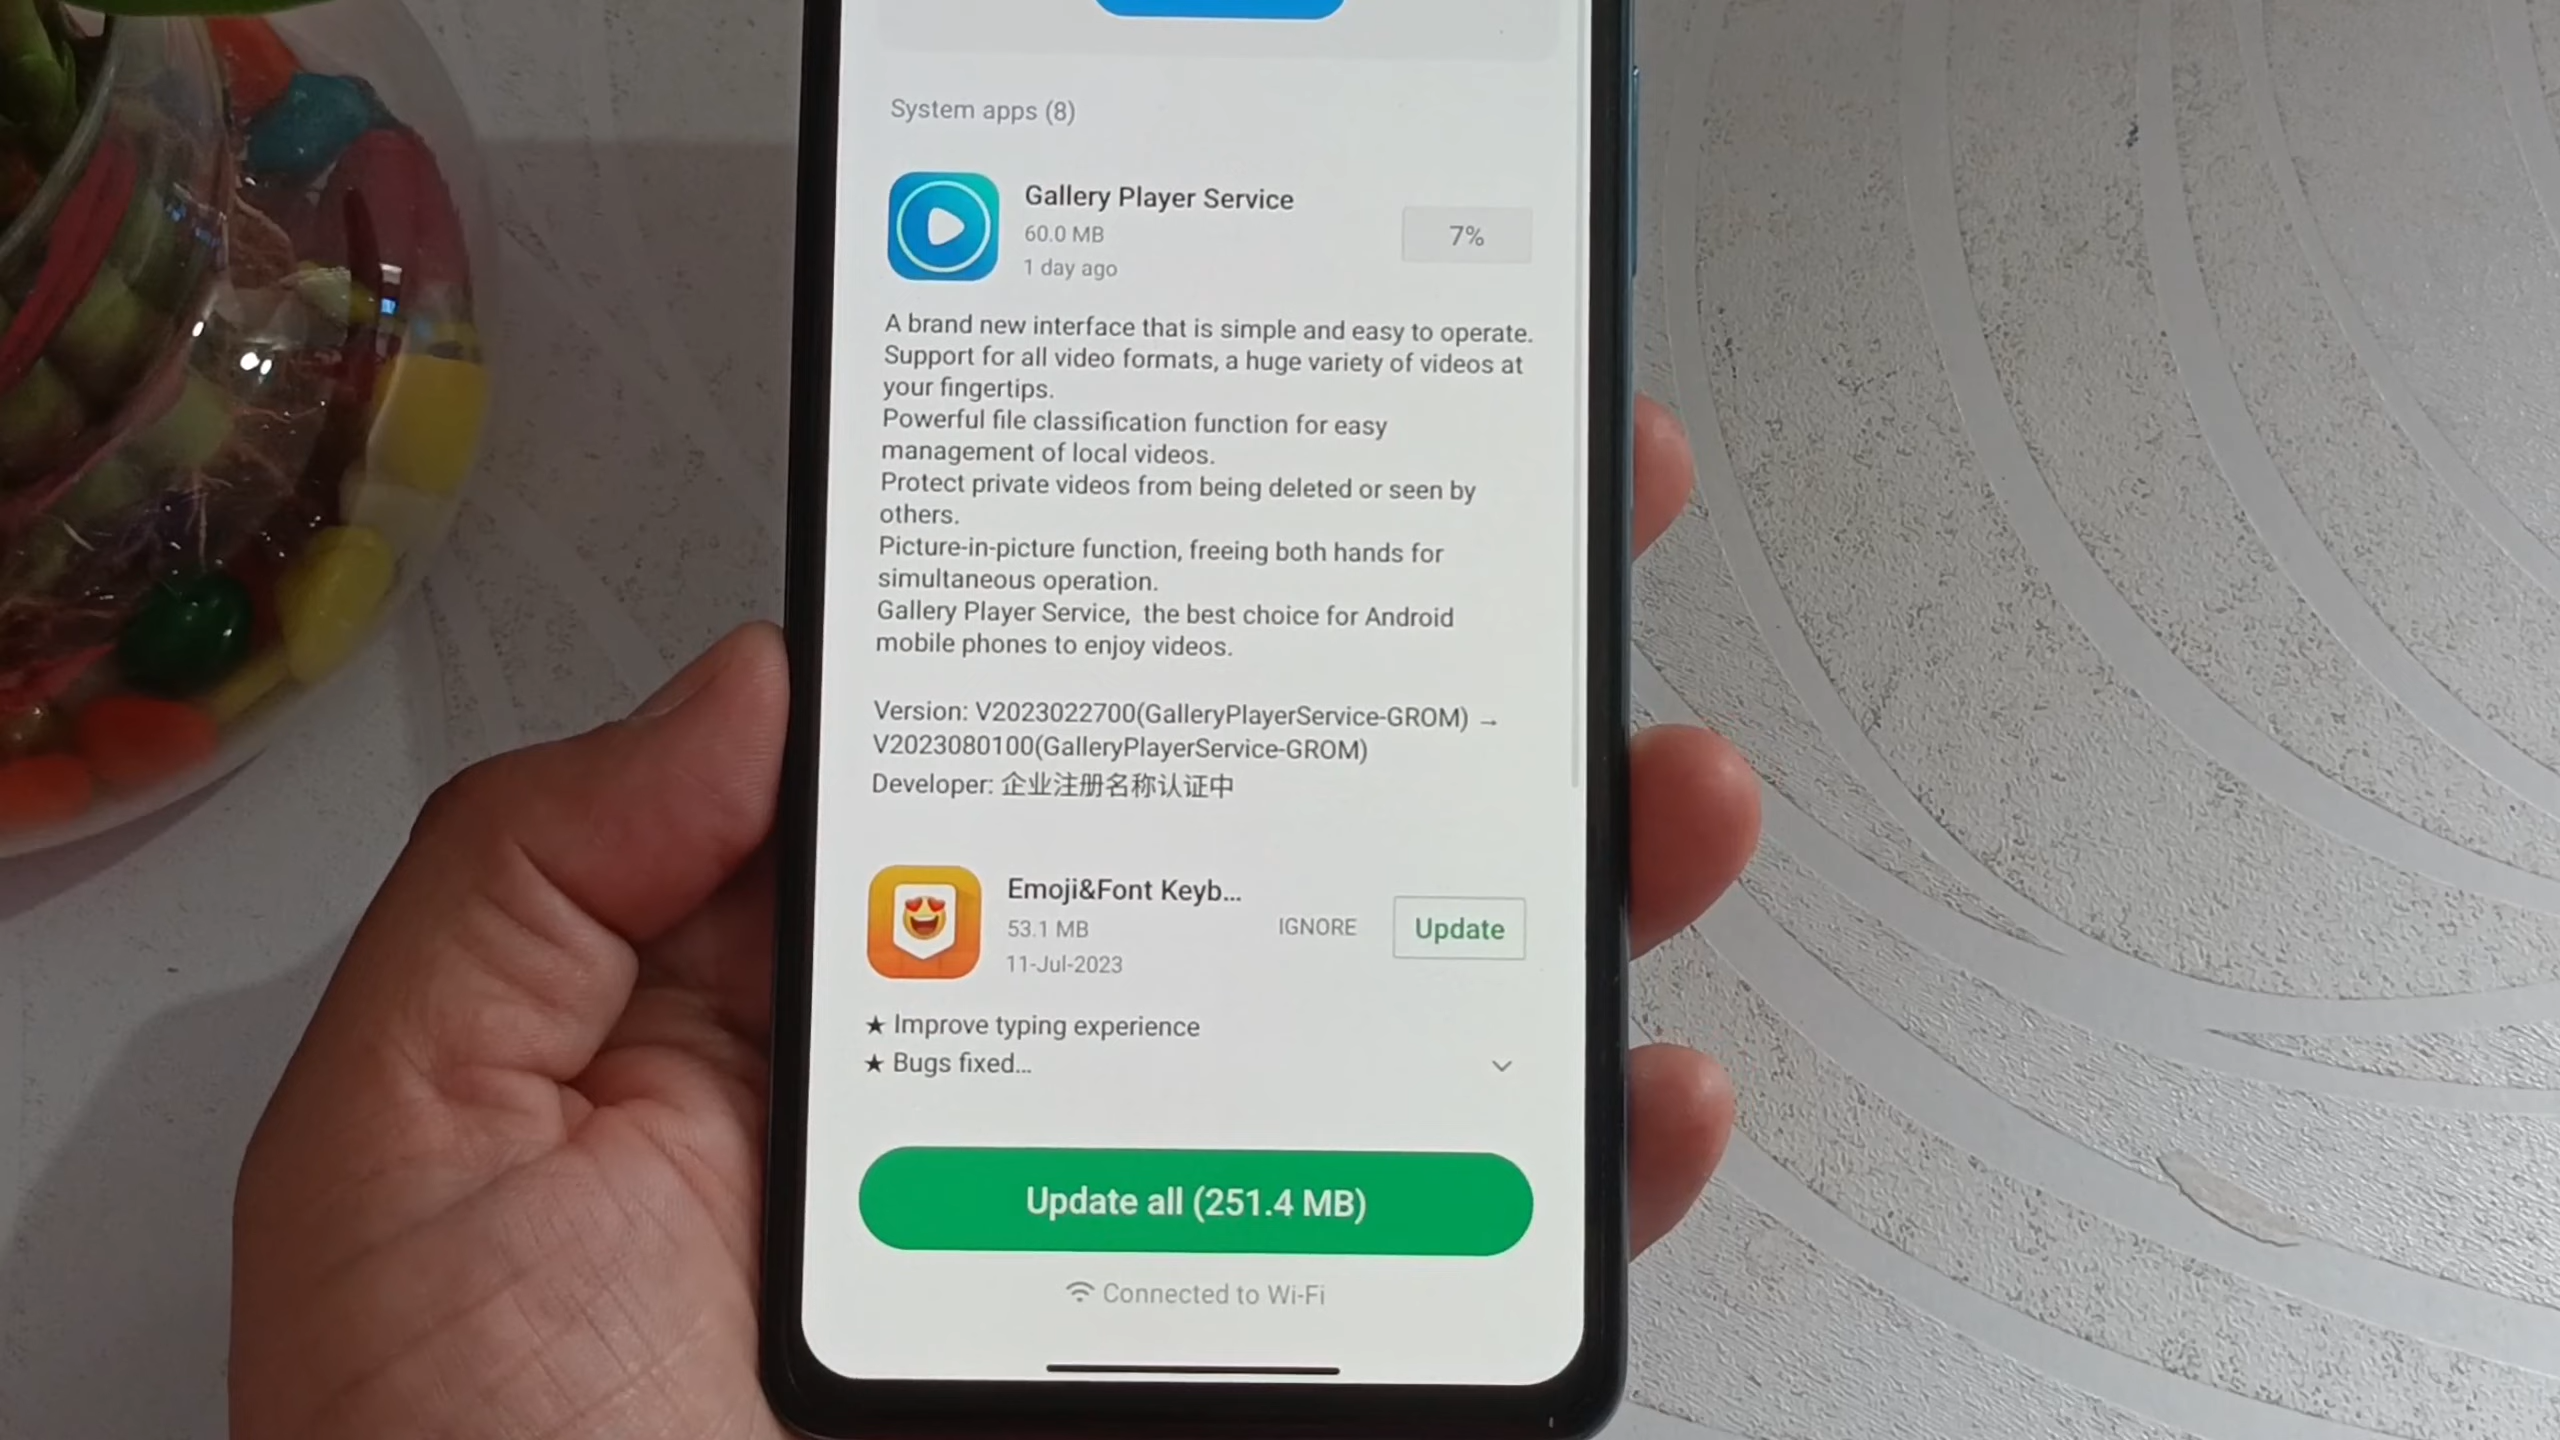 System apps (8)
Gallery Player Service
60.0 MB
7%
1 day ago
A brand new interface that is simple and easy to operate.
Support for all video formats, a huge variety of videos at
your fingertips.
Powerful file classification function for easy
management of local videos.
Protect private videos from being deleted or seen by
others.
Picture-in-picture function, freeing both hands for
simultaneous operation.
Gallery Player Service, the best choice for Android
mobile phones to enjoy videos.
Version: V2023022700(GalleryPlayerService-GROM) →
V2023080100(GalleryPlayerService-GROM)
Developer: 企业注册名称认证中
Emoji&Font Keyb...
53.1 MB
IGNORE
Update
11-Jul-2023
★ Improve typing experience
★ Bugs fixed...
Update all (251.4 MB)
Connected to Wi-Fi